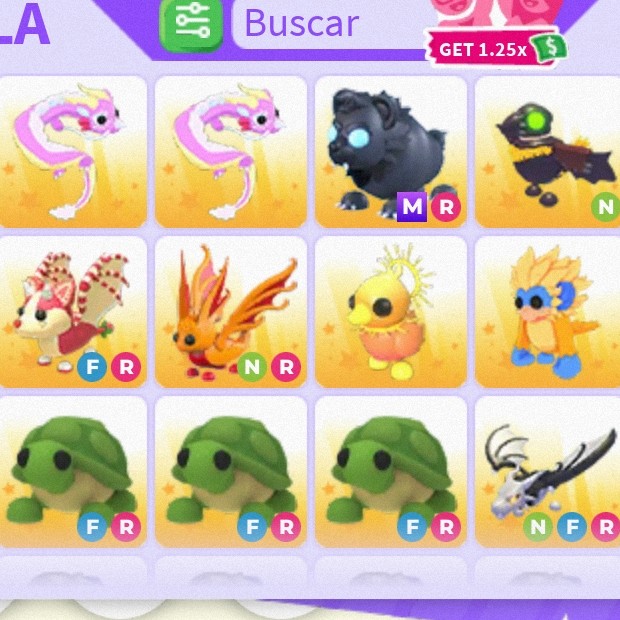 LA
Buscar
GET 1.25x $
M R
N
F R
N R
F R
F R
F R
N F R